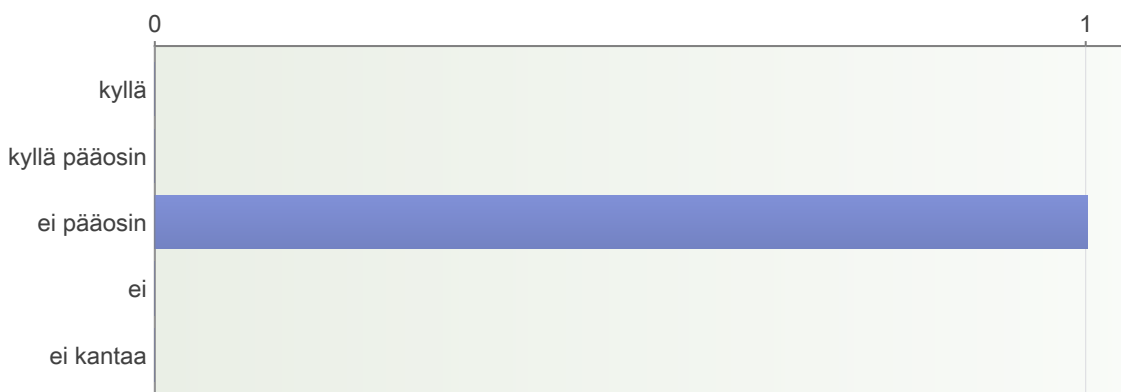 0 1
kyllä
kyllä pääosin
ei pääosin
ei
ei kantaa